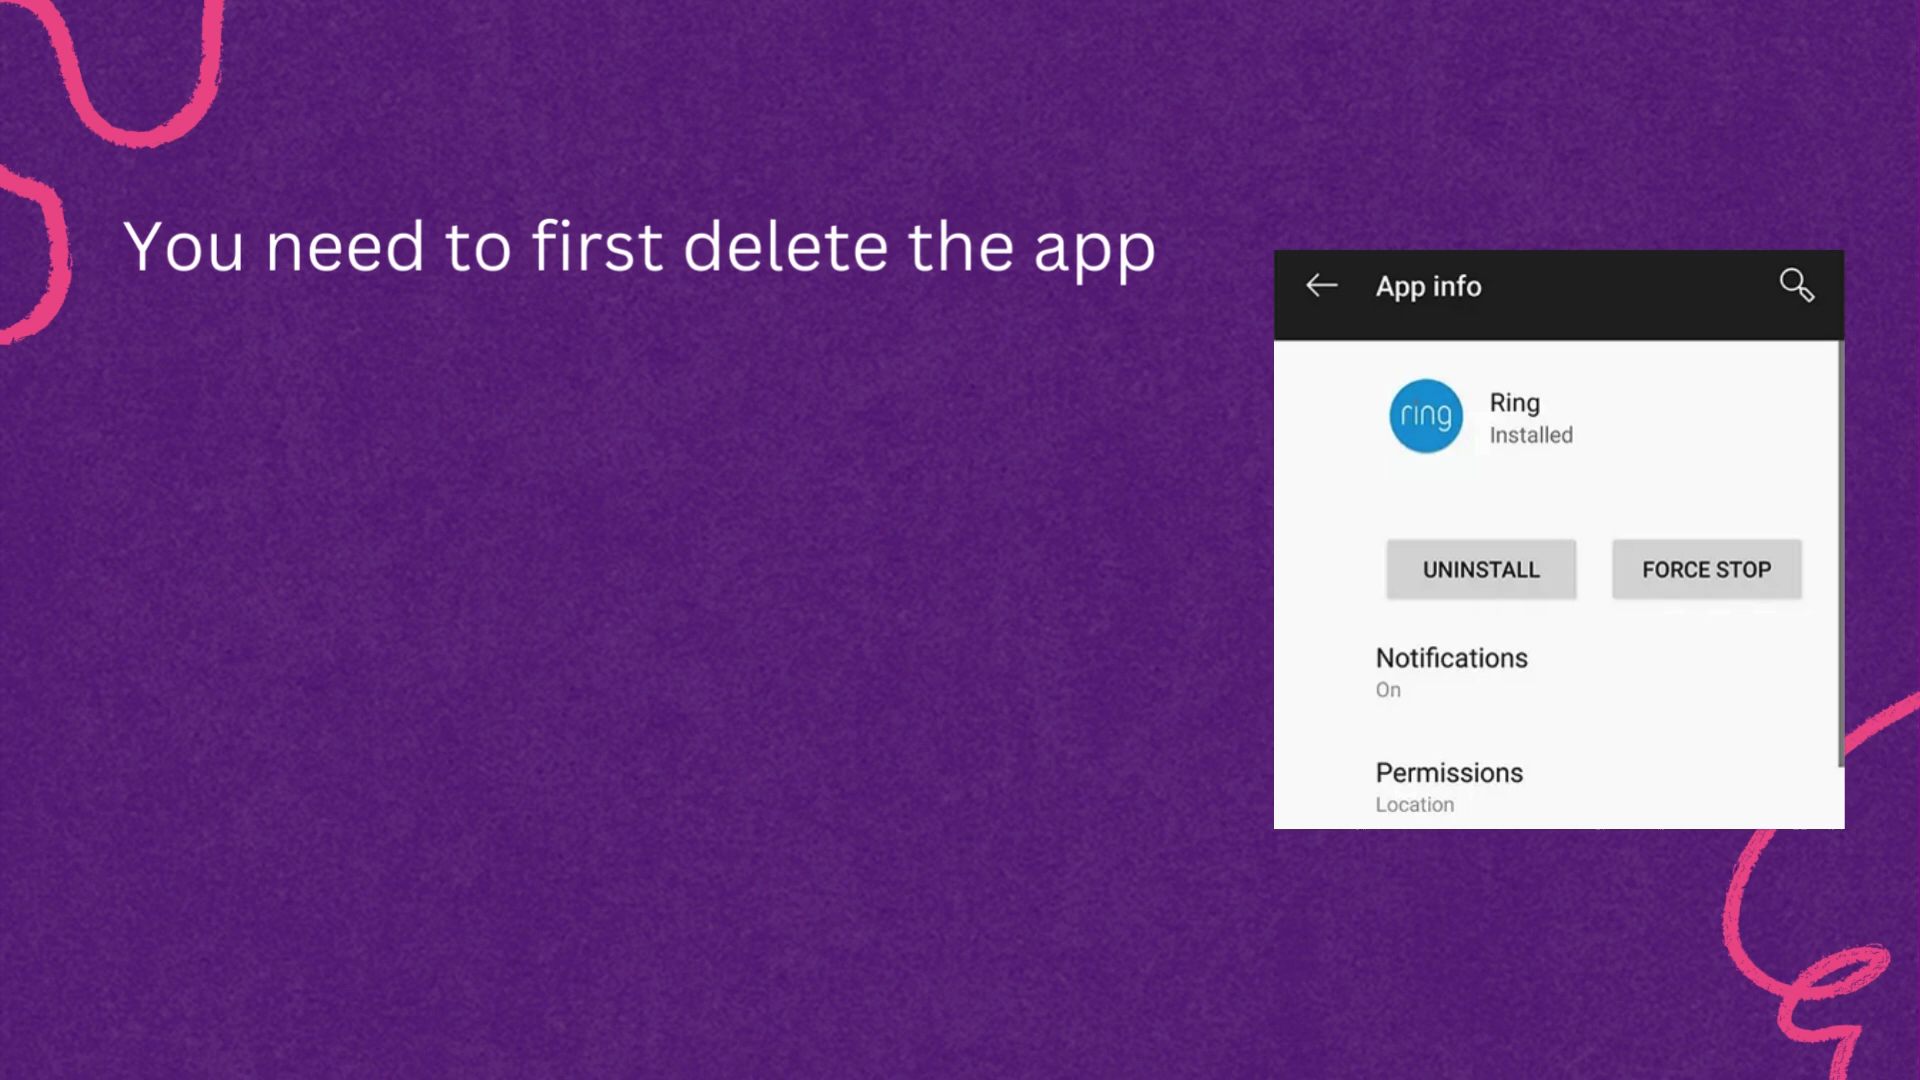 You need to first delete the app
App info
ring
Ring
Installed
UNINSTALL
FORCE STOP
Notifications
On
Permissions
Location